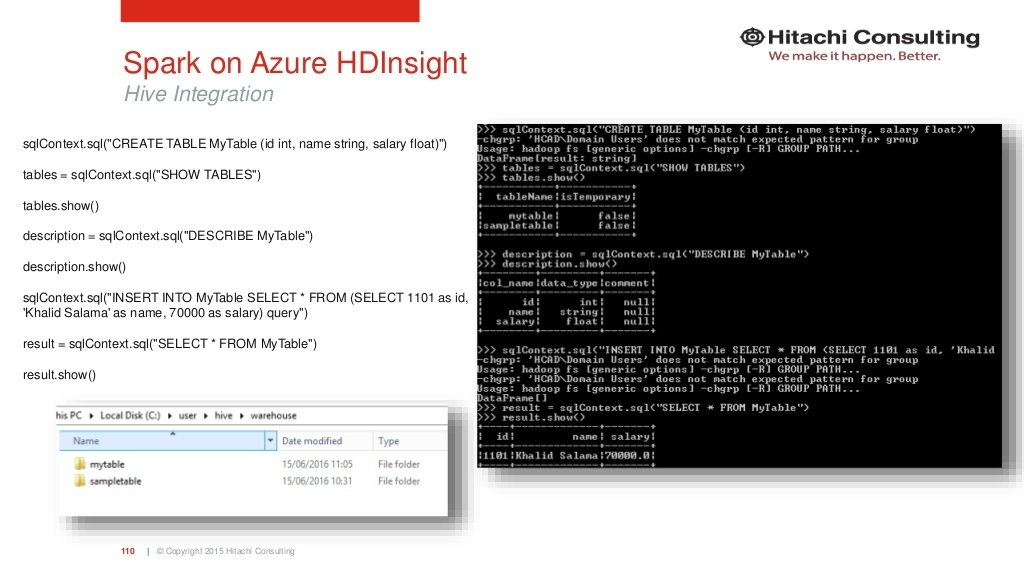 Hitachi Consulting
We make it happen. Better.
Spark on Azure HDInsight
Hive Integration
sqlContext.sql("CREATE TABLE MyTable (id int, name string, salary float)")
tables = sqlContext.sql("SHOW TABLES")
tables.show()
description = sqlContext.sql("DESCRIBE MyTable")
description.show()
sqlContext.sql("INSERT INTO MyTable SELECT * FROM (SELECT 1101 as id,
'Khalid Salama' as name, 70000 as salary) query")
result = sqlContext.sql("SELECT * FROM MyTable")
result.show()
his PC ▸ Local Disk (C:) ▸ user ▸ hive ▸ warehouse
Name Date modified Type
mytable 15/06/2016 11:05 File folder
sampletable 15/06/2016 10:31 File folder
>>> sqlContext.sql("CREATE TABLE MyTable (id int, name string, salary float)")
-chgrp: 'HCAD\Domain Users' does not match expected pattern for group
Usage: hadoop fs [generic options] -chgrp [-R] GROUP PATH...
DataFrame[result: string]
>>> tables = sqlContext.sql("SHOW TABLES")
>>> tables.show()
+-----------+-----------+
|  tableName|isTemporary|
+-----------+-----------+
|    mytable|      false|
|sampletable|      false|
+-----------+-----------+
>>> description = sqlContext.sql("DESCRIBE MyTable")
>>> description.show()
+--------+---------+-------+
|col_name|data_type|comment|
+--------+---------+-------+
|      id|      int|   null|
|    name|   string|   null|
|  salary|    float|   null|
+--------+---------+-------+
>>> sqlContext.sql("INSERT INTO MyTable SELECT * FROM (SELECT 1101 as id, 'Khalid
-chgrp: 'HCAD\Domain Users' does not match expected pattern for group
Usage: hadoop fs [generic options] -chgrp [-R] GROUP PATH...
-chgrp: 'HCAD\Domain Users' does not match expected pattern for group
Usage: hadoop fs [generic options] -chgrp [-R] GROUP PATH...
DataFrame[]
>>> result = sqlContext.sql("SELECT * FROM MyTable")
>>> result.show()
+----+-------------+-------+
|  id|         name| salary|
+----+-------------+-------+
|1101|Khalid Salama|70000.0|
+----+-------------+-------+
110 | © Copyright 2015 Hitachi Consulting